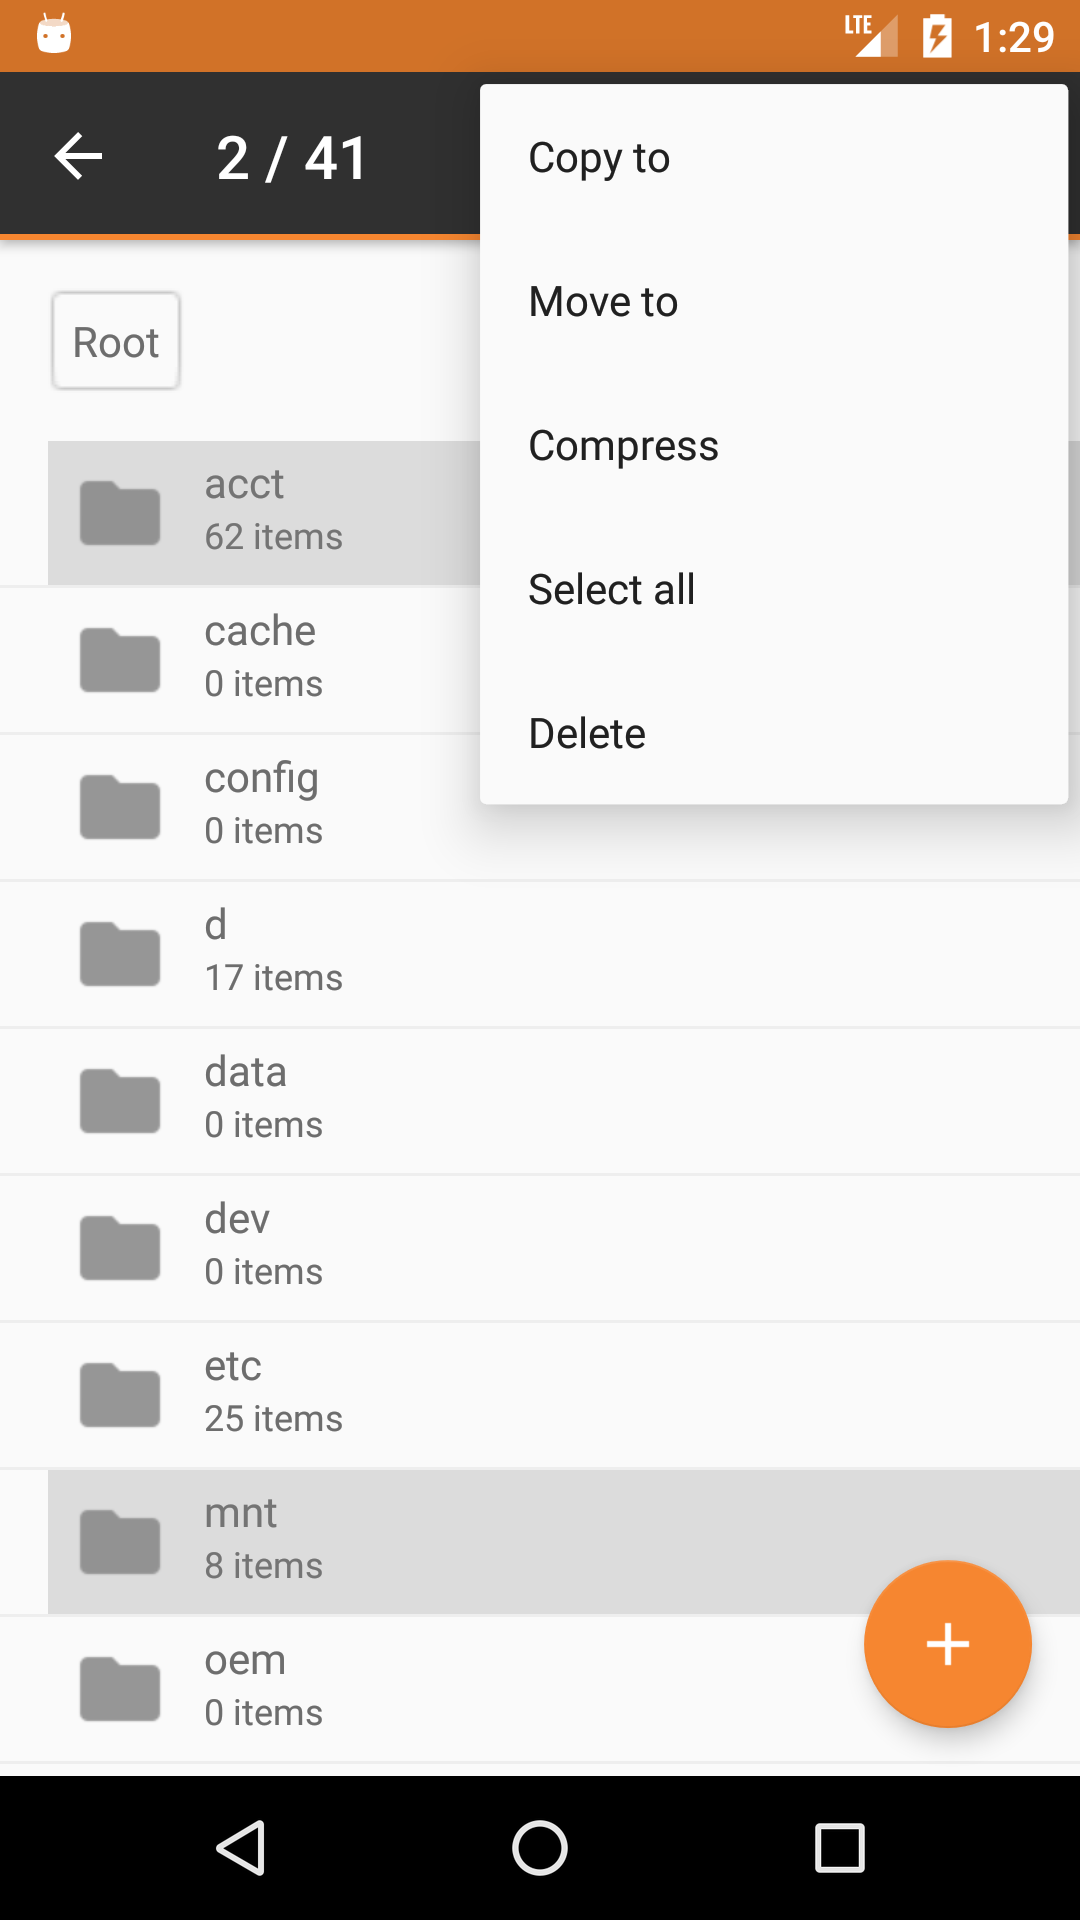 LTE 1:29
2 / 41
Copy to
Move to
Compress
Select all
Delete
Root
acct
62 items
cache
0 items
config
0 items
d
17 items
data
0 items
dev
0 items
etc
25 items
mnt
8 items
oem
0 items